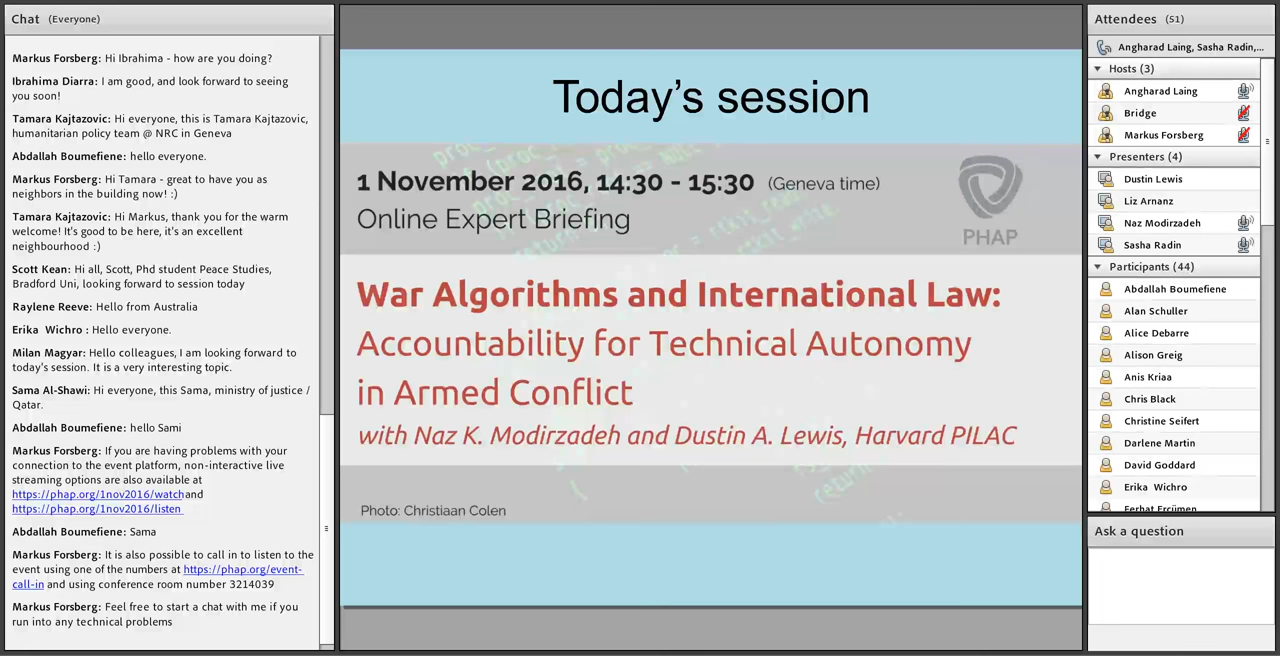 Chat (Everyone)
Markus Forsberg: Hi Ibrahima - how are you doing?
Ibrahima Diarra: I am good, and look forward to seeing
you soon!
Tamara Kajtazovic: Hi everyone, this is Tamara Kajtazovic,
humanitarian policy team @ NRC in Geneva
Abdallah Boumefiene: hello everyone.
Markus Forsberg: Hi Tamara - great to have you as
neighbors in the building now! :)
Tamara Kajtazovic: Hi Markus, thank you for the warm
welcome! It's good to be here, it's an excellent
neighbourhood :)
Scott Kean: Hi all, Scott, Phd student Peace Studies,
Bradford Uni, looking forward to session today
Raylene Reeve: Hello from Australia
Erika Wichro : Hello everyone.
Milan Magyar: Hello colleagues, I am looking forward to
today's session. It is a very interesting topic.
Sama Al-Shawi: Hi everyone, this Sama, ministry of justice /
Qatar.
Abdallah Boumefiene: hello Sami
Markus Forsberg: If you are having problems with your
connection to the event platform, non-interactive live
streaming options are also available at
https://phap.org/1nov2016/watchand
https://phap.org/1nov2016/listen
Abdallah Boumefiene: Sama
Markus Forsberg: It is also possible to call in to listen to the
event using one of the numbers at https://phap.org/event-
call-in and using conference room number 3214039
Markus Forsberg: Feel free to start a chat with me if you
run into any technical problems
Today's session
1 November 2016, 14:30 - 15:30 (Geneva time)
Online Expert Briefing
PHAP
War Algorithms and International Law:
Accountability for Technical Autonomy
in Armed Conflict
with Naz K. Modirzadeh and Dustin A. Lewis, Harvard PILAC
Photo: Christiaan Colen
Attendees (51)
Angharad Laing, Sasha Radin,...
Hosts (3)
Angharad Laing
Bridge
Markus Forsberg
Presenters (4)
Dustin Lewis
Liz Arnanz
Naz Modirzadeh
Sasha Radin
Participants (44)
Abdallah Boumefiene
Alan Schuller
Alice Debarre
Alison Greig
Anis Kriaa
Chris Black
Christine Seifert
Darlene Martin
David Goddard
Erika Wichro
Ferhat Ercümen
Ask a question